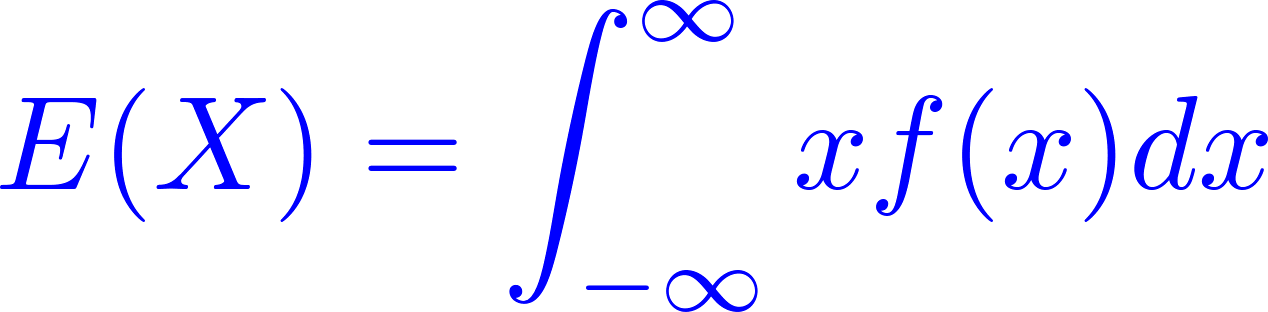 E(X) = ∫_{-∞}^{∞} xf(x)dx